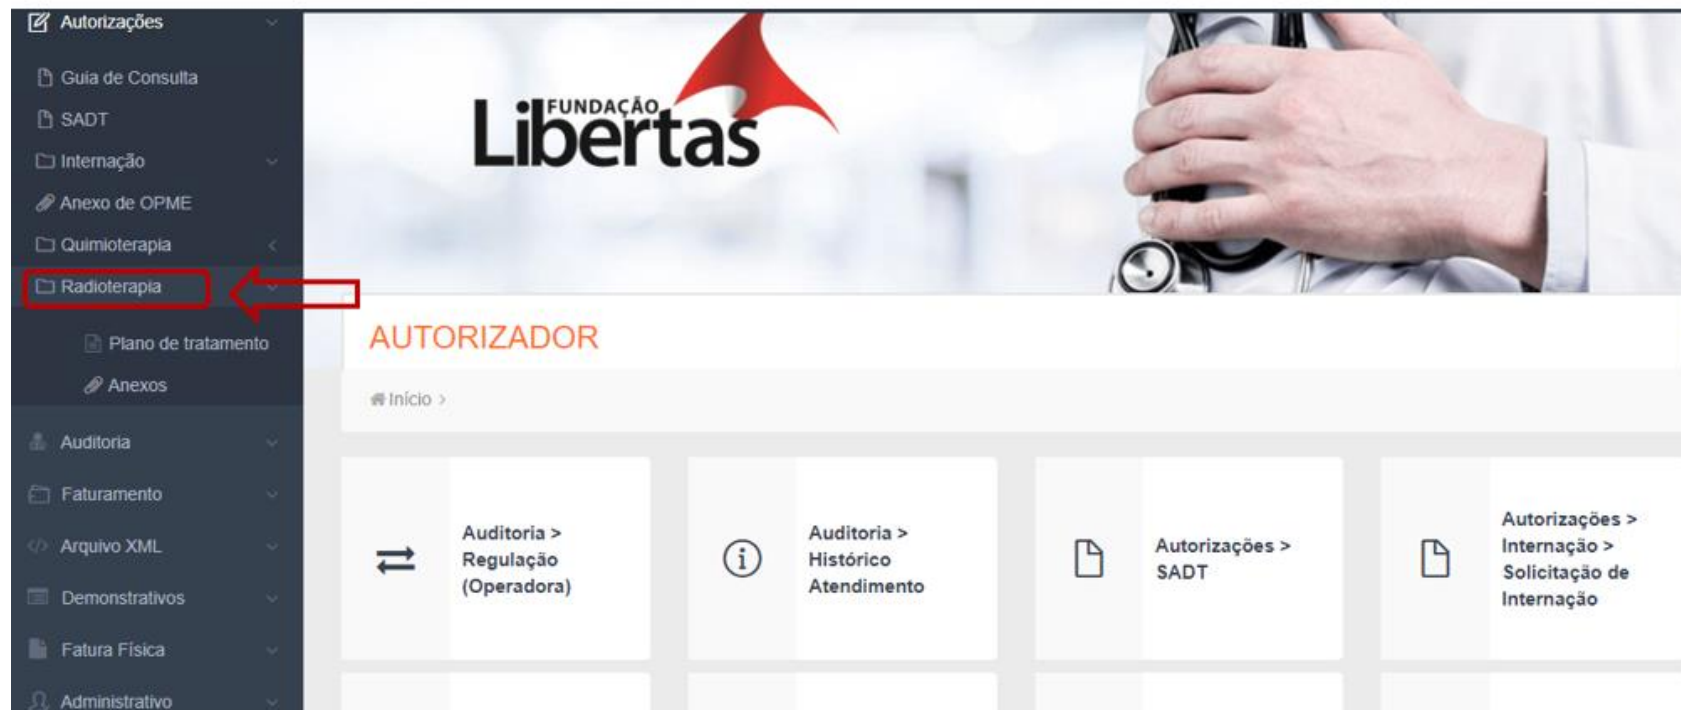 Autorizações
Guia de Consulta
SADT
Internação
Anexo de OPME
Quimioterapia
Radioterapia
Plano de tratamento
Anexos
Auditoria
Faturamento
Arquivo XML
Demonstrativos
Fatura Física
Administrativo
FUNDAÇÃO
Libertas
AUTORIZADOR
Início >
Auditoria >
Regulação
(Operadora)
Auditoria >
Histórico
Atendimento
Autorizações >
SADT
Autorizações >
Internação >
Solicitação de
Internação